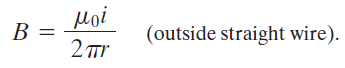 B = μ₀i / 2πr (outside straight wire).